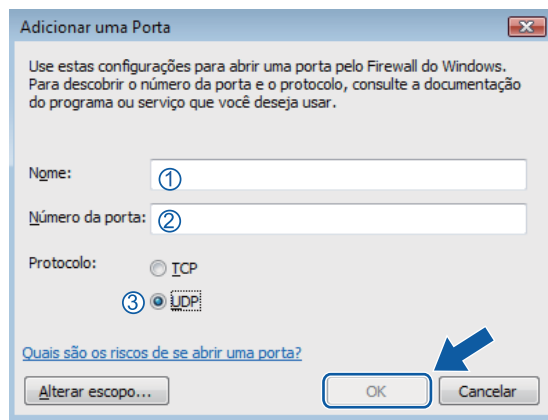 Adicionar uma Porta
Use estas configurações para abrir uma porta pelo Firewall do Windows.
Para descobrir o número da porta e o protocolo, consulte a documentação
do programa ou serviço que você deseja usar.
Nome: ①
Número da porta: ②
Protocolo: TCP
③ UDP
Quais são os riscos de se abrir uma porta?
Alterar escopo... OK Cancelar